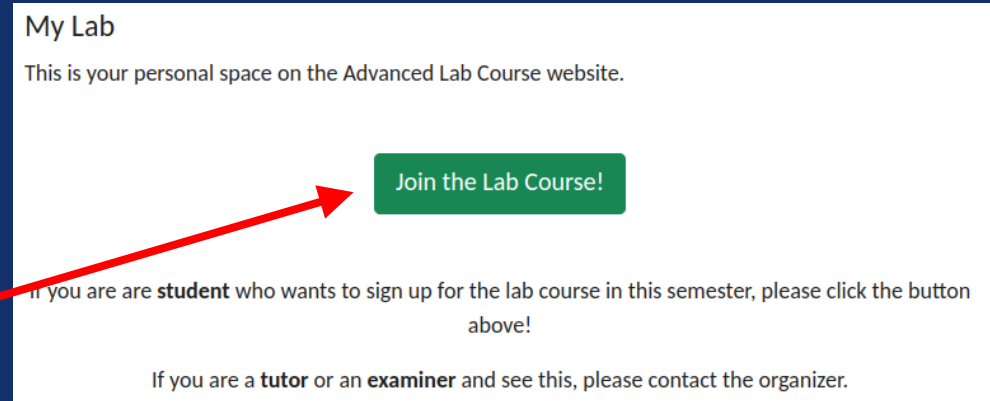 My Lab
This is your personal space on the Advanced Lab Course website.
Join the Lab Course!
If you are are student who wants to sign up for the lab course in this semester, please click the button
above!
If you are a tutor or an examiner and see this, please contact the organizer.